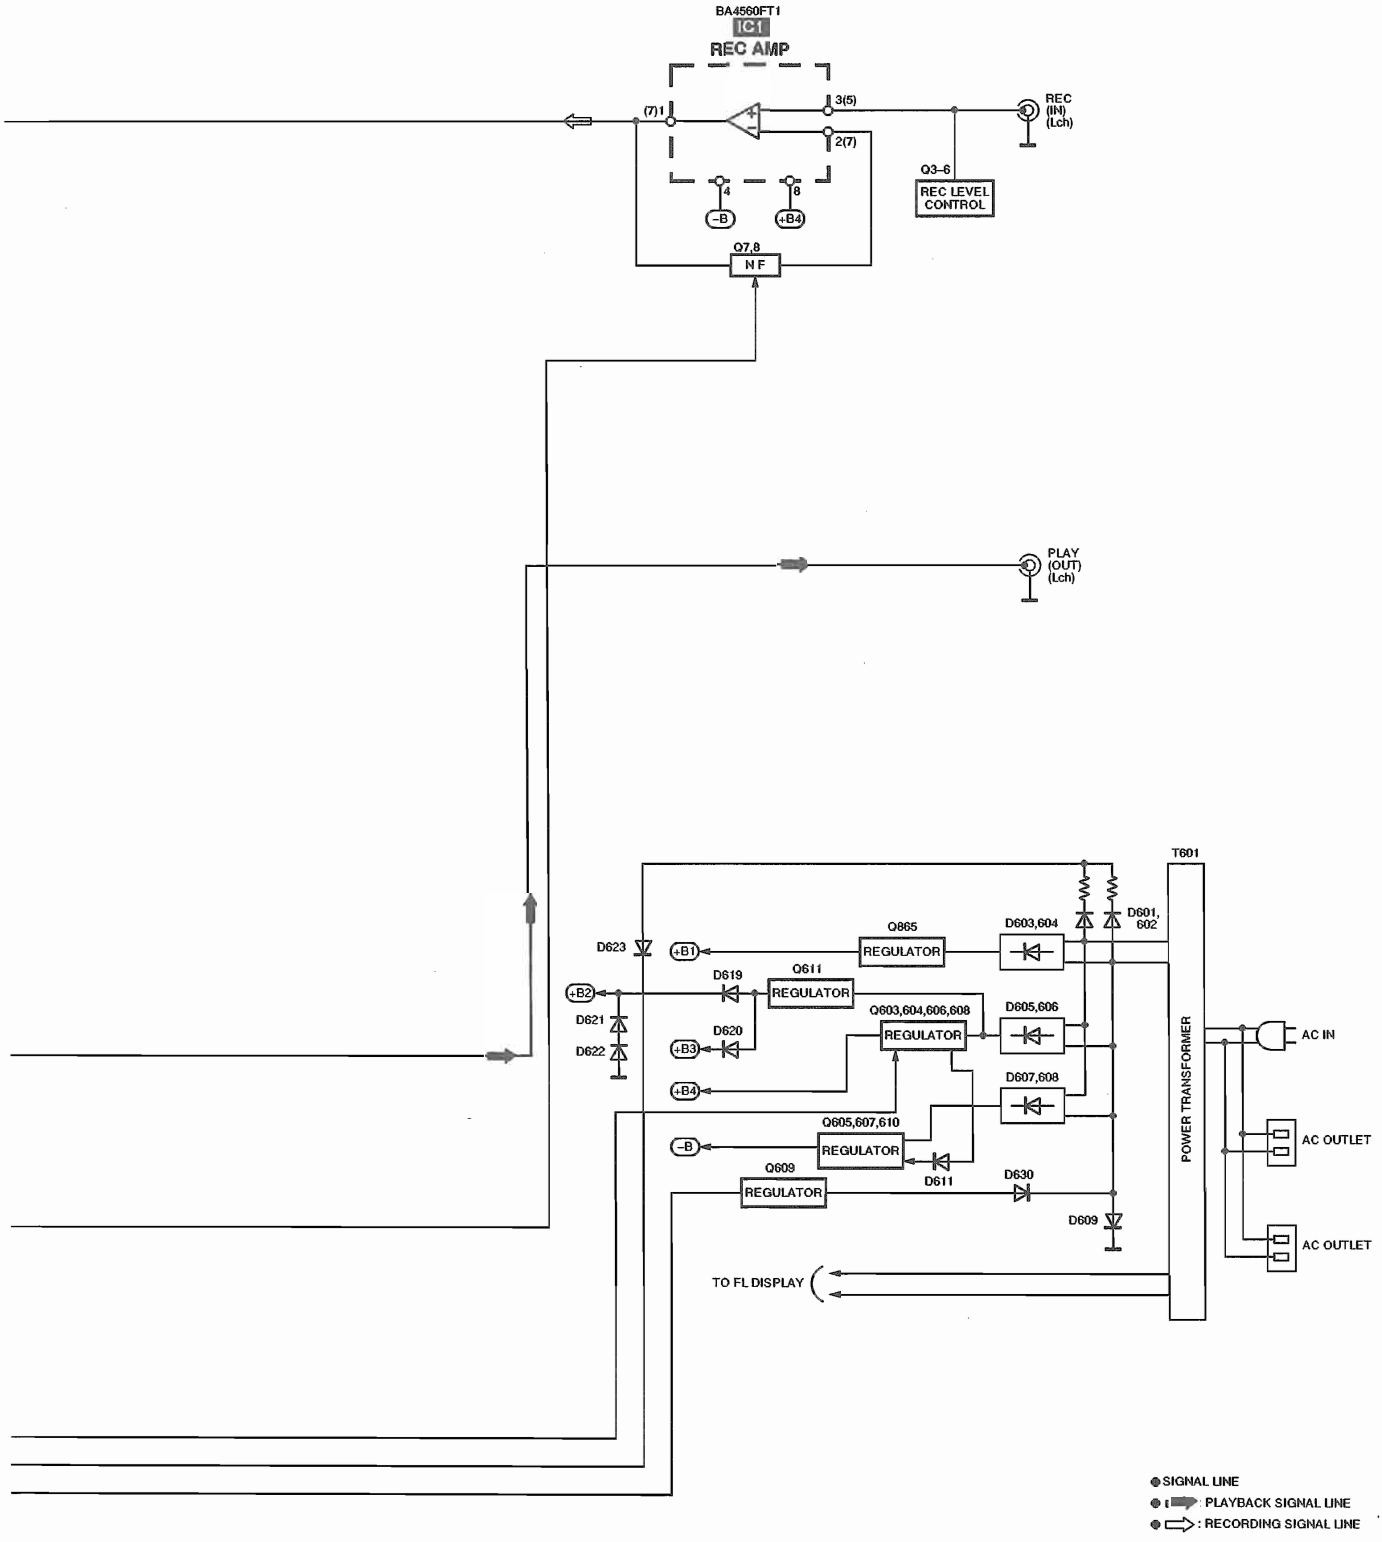 BA4560FT1
IC1
REC AMP
(7)1
3(5)
2(7)
4
8
-B
+B4
REC
(IN)
(Lch)
Q3-6
REC LEVEL
CONTROL
Q7,8
NF
PLAY
(OUT)
(Lch)
T601
POWER TRANSFORMER
D601,
602
D603,604
Q865
REGULATOR
+B1
D623
D619
Q611
REGULATOR
+B2
D621
D622
D620
+B3
Q603,604,606,608
REGULATOR
D605,606
+B4
D607,608
Q605,607,610
REGULATOR
-B
D611
Q609
REGULATOR
D630
D609
AC IN
AC OUTLET
AC OUTLET
TO FL DISPLAY
SIGNAL LINE
: PLAYBACK SIGNAL LINE
: RECORDING SIGNAL LINE